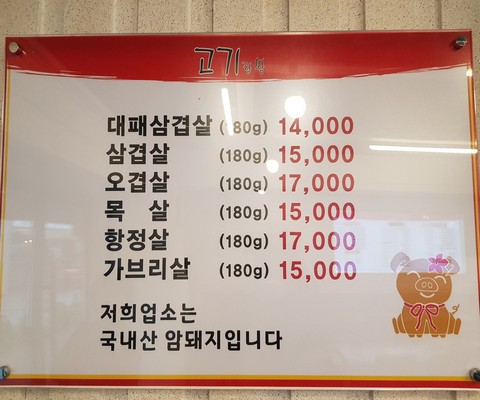 고기
대패삼겹살 (180g) 14,000
삼겹살 (180g) 15,000
오겹살 (180g) 17,000
목 살 (180g) 15,000
항정살 (180g) 17,000
가브리살 (180g) 15,000
저희업소는
국내산 암돼지입니다